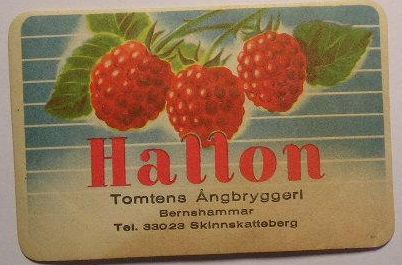 Hallon
Tomtens Ångbryggeri
Bernshammar
Tel. 33023 Skinnskatteberg